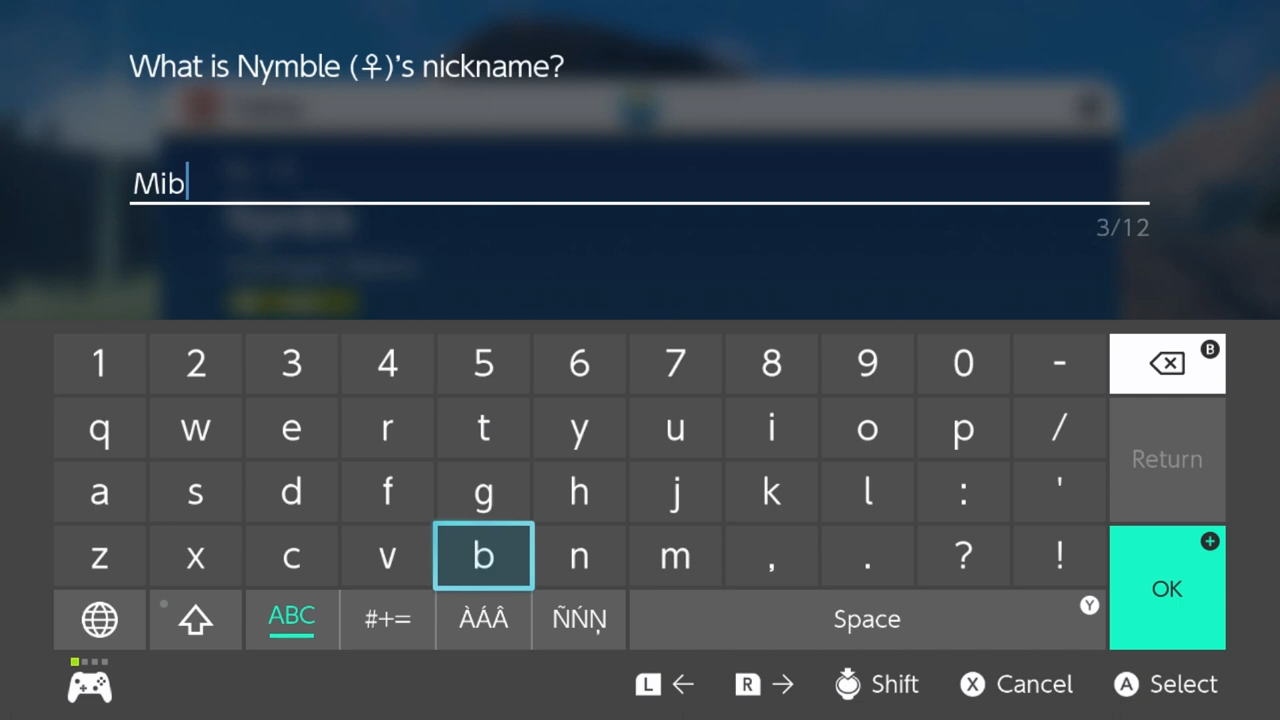 What is Nymble (♀)'s nickname?
Mib
3/12
1 2 3 4 5 6 7 8 9 0 - B
q w e r t y u i o p /
Return
a s d f g h j k l : '
z x c v b n m , . ? ! +
OK
ABC #+= ÀÁÂ ÑŃŅ Space Y
L ← R → Shift X Cancel A Select